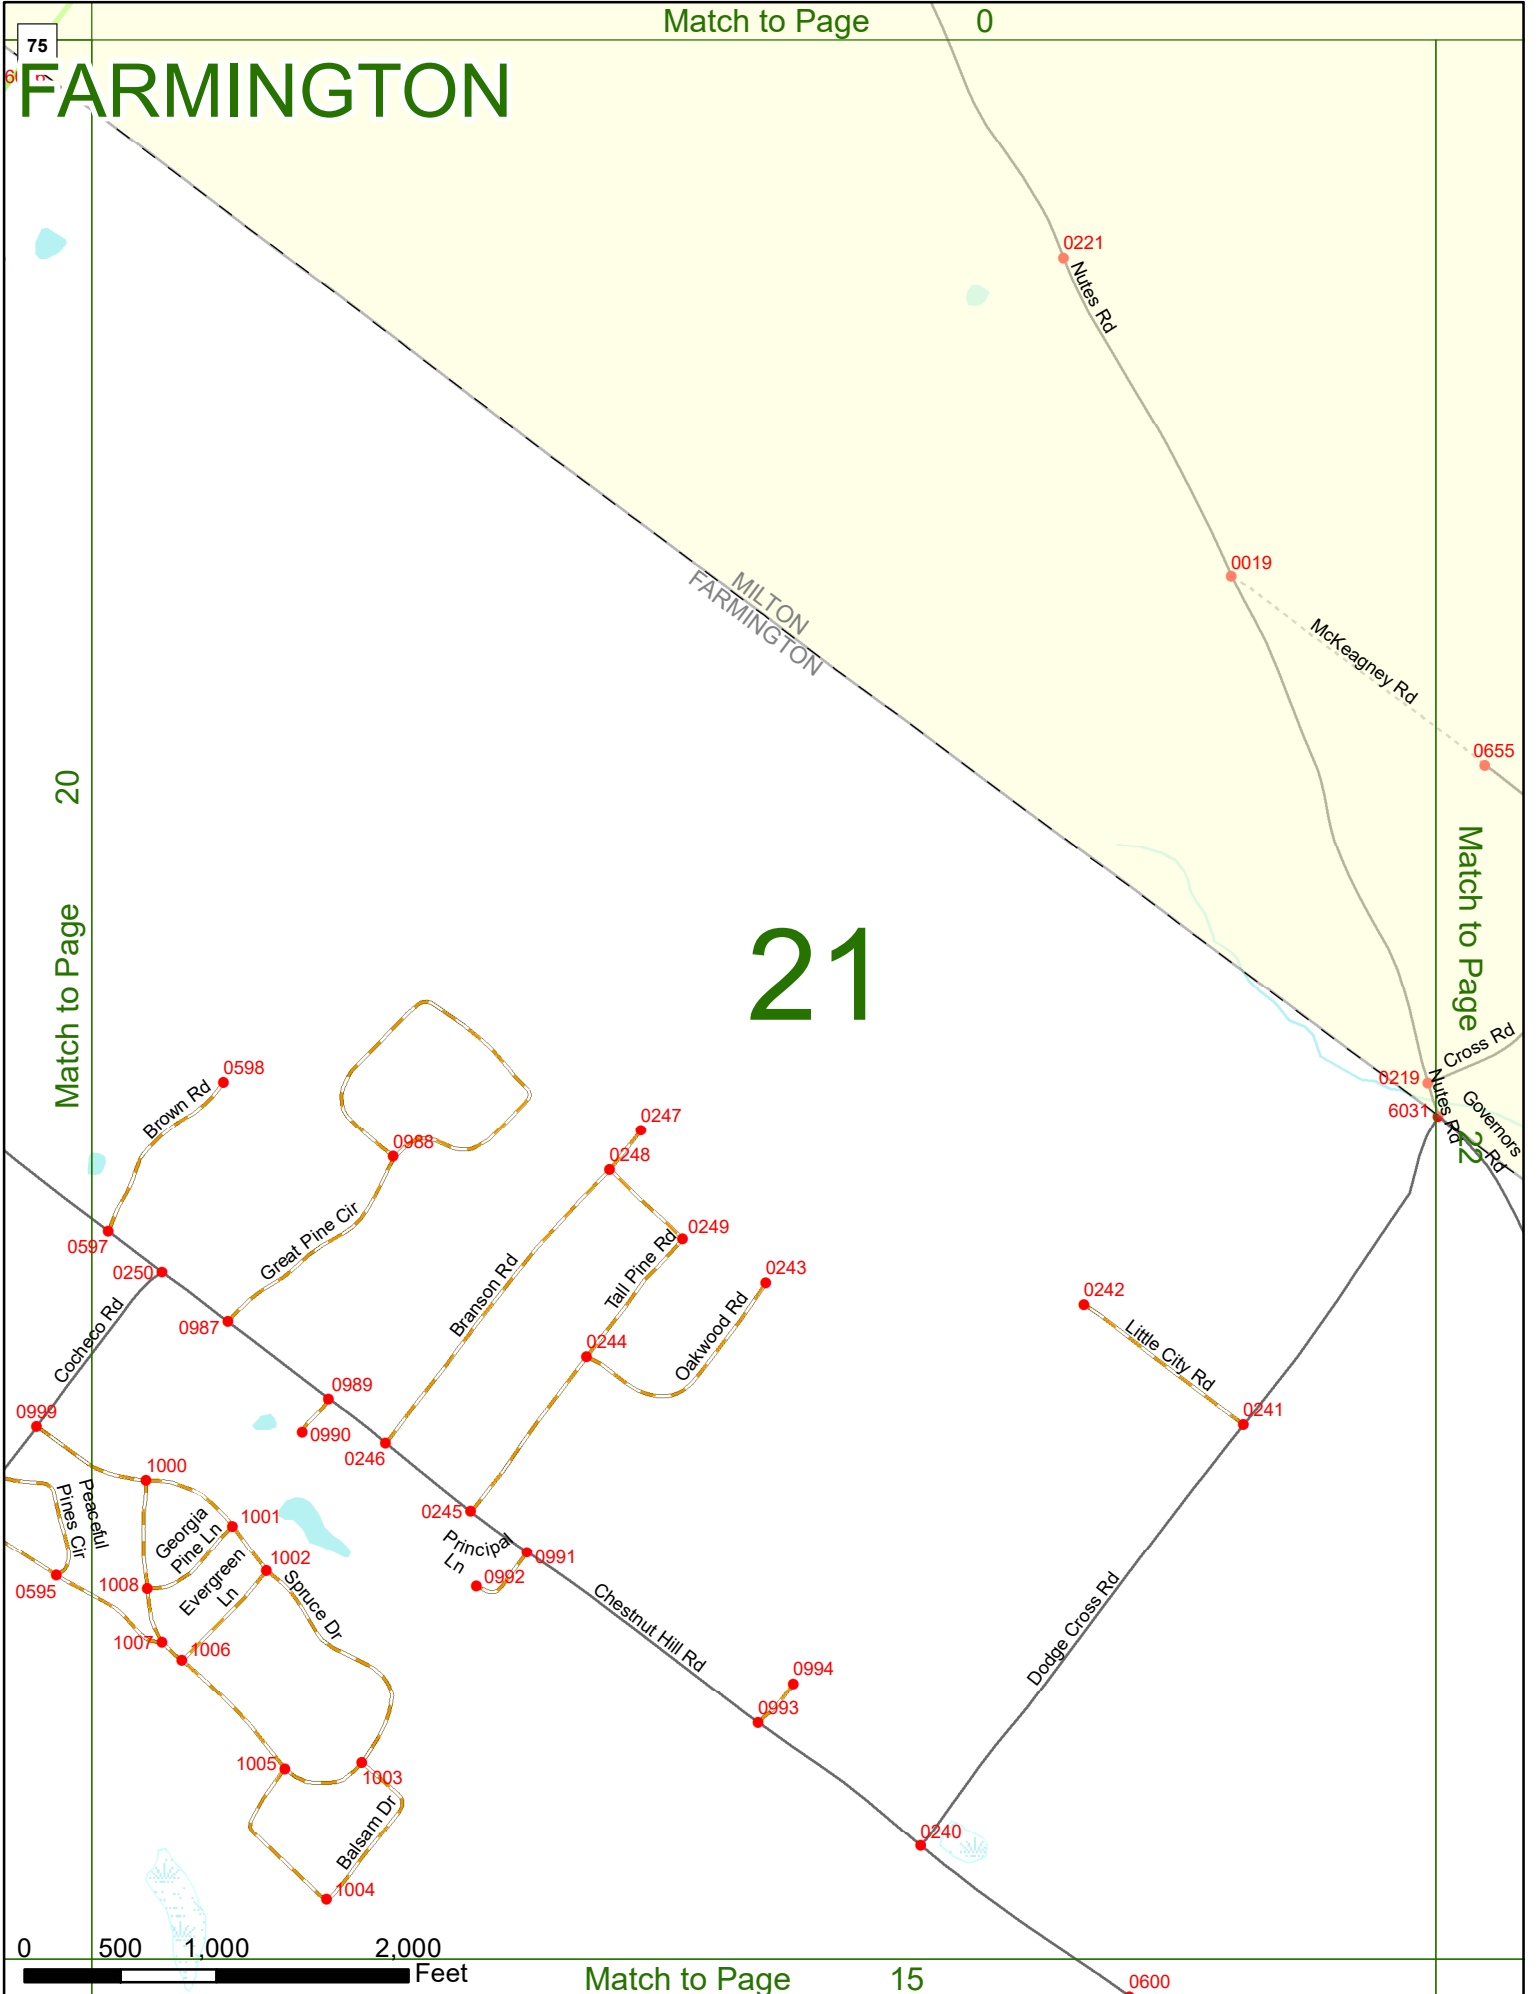 Match to Page 0
75
FARMINGTON
0221
Nutes Rd
0019
MILTON
FARMINGTON
McKeagney Rd
0655
Match to Page 20
Match to Page 22
21
Cross Rd
0219
Nutes Rd
6031
Governors
Rd
0598
Brown Rd
0988
0247
0248
0597
0250
Great Pine Cir
0249
Branson Rd
Tall Pine Rd
0243
0242
0987
Cocheco Rd
0244
Oakwood Rd
Little City Rd
0989
0999
0990
0246
0241
1000
Peaceful
Pines Cir
Georgia
Pine Ln
1001
0245
Principal
Ln
0991
1002
0992
0595
1008
Evergreen
Ln
Spruce Dr
Chestnut Hill Rd
Dodge Cross Rd
1007
1006
0994
0993
1005
1003
Balsam Dr
0240
1004
0 500 1,000 2,000
Feet
Match to Page 15
0600